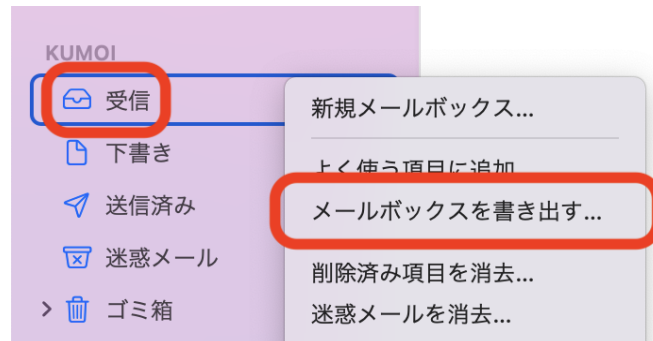 KUMOI
受信
下書き
送信済み
迷惑メール
ゴミ箱
新規メールボックス...
よく使う項目に追加
メールボックスを書き出す...
削除済み項目を消去...
迷惑メールを消去...